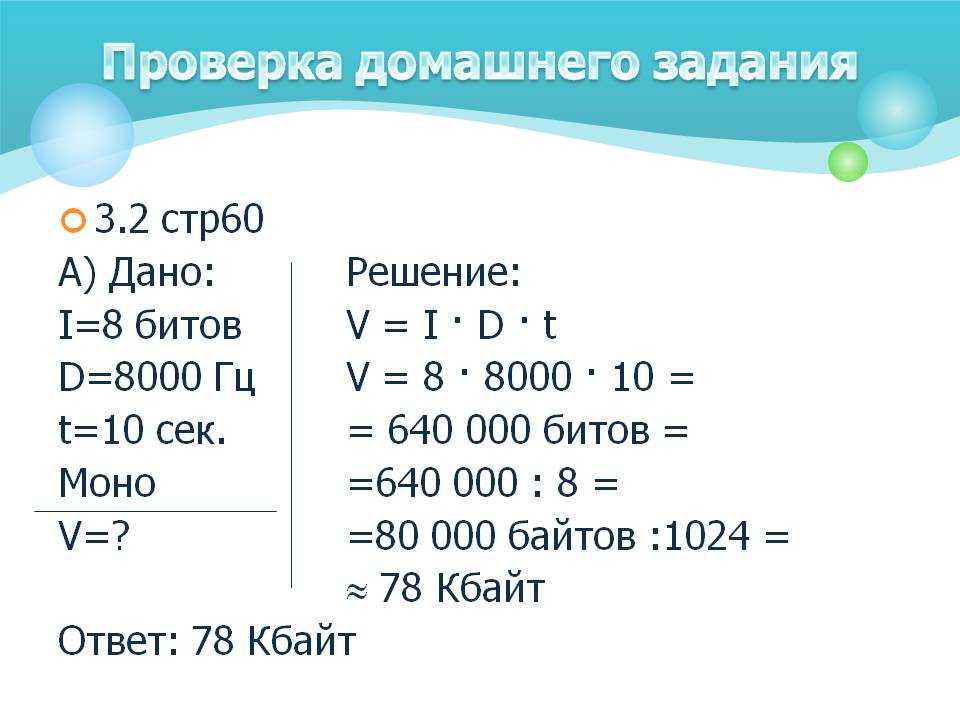 Проверка домашнего задания
3.2 стр60
А) Дано:
I=8 битов
D=8000 Гц
t=10 сек.
Моно
V=?
Решение:
V = I · D · t
V = 8 · 8000 · 10 =
= 640 000 битов =
=640 000 : 8 =
=80 000 байтов :1024 =
≈ 78 Кбайт
Ответ: 78 Кбайт